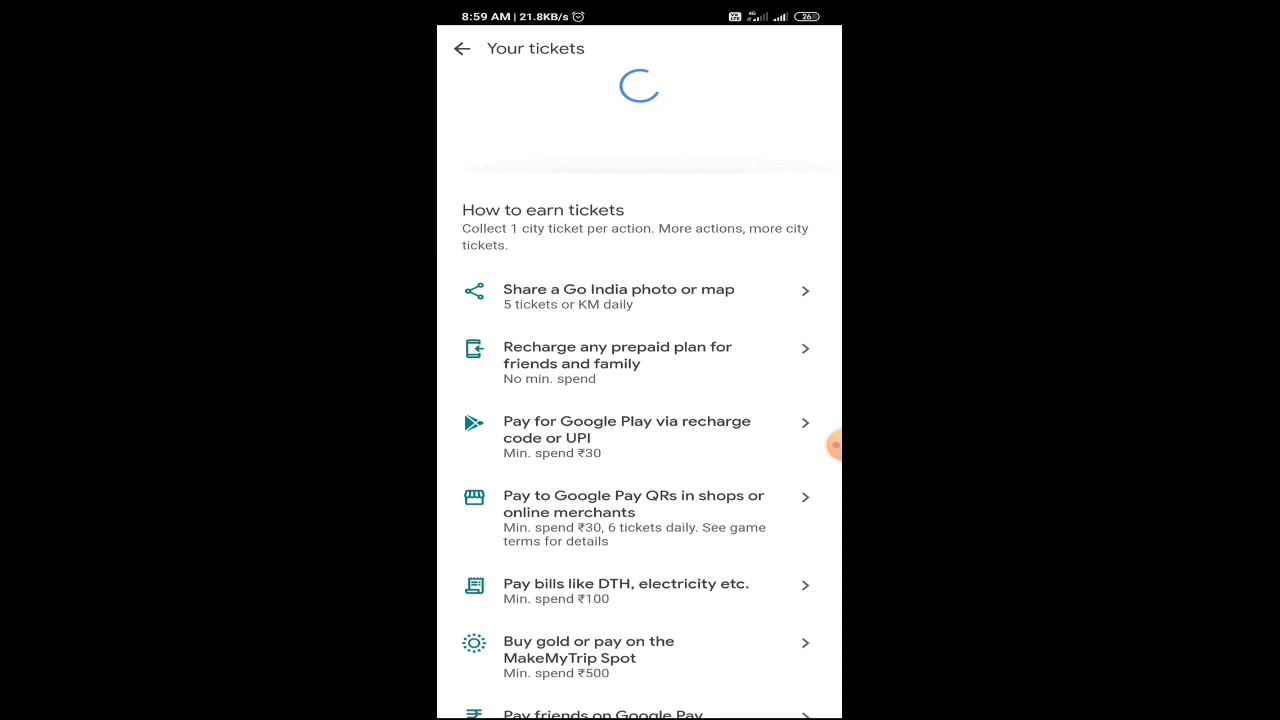 8:59 AM | 21.8KB/s
4G
26
Your tickets
How to earn tickets
Collect 1 city ticket per action. More actions, more city
tickets.
Share a Go India photo or map
5 tickets or KM daily
Recharge any prepaid plan for
friends and family
No min. spend
Pay for Google Play via recharge
code or UPI
Min. spend ₹30
Pay to Google Pay QRs in shops or
online merchants
Min. spend ₹30, 6 tickets daily. See game
terms for details
Pay bills like DTH, electricity etc.
Min. spend ₹100
Buy gold or pay on the
MakeMyTrip Spot
Min. spend ₹500
Pay friends on Google Pay